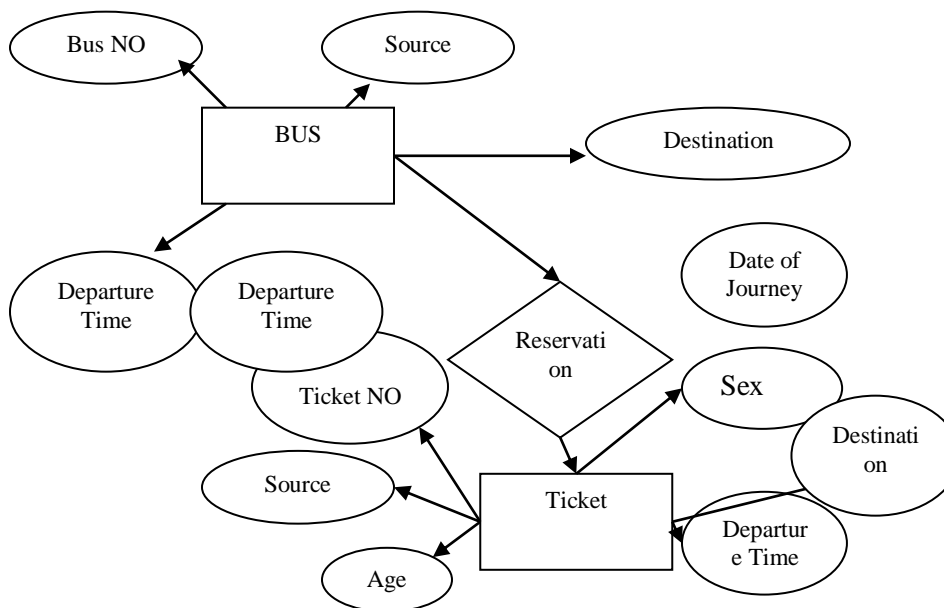 Bus NO
Source
BUS
Destination
Departure
Time
Departure
Time
Date of
Journey
Reservati
on
Ticket NO
Sex
Destinati
on
Source
Ticket
Departur
e Time
Age